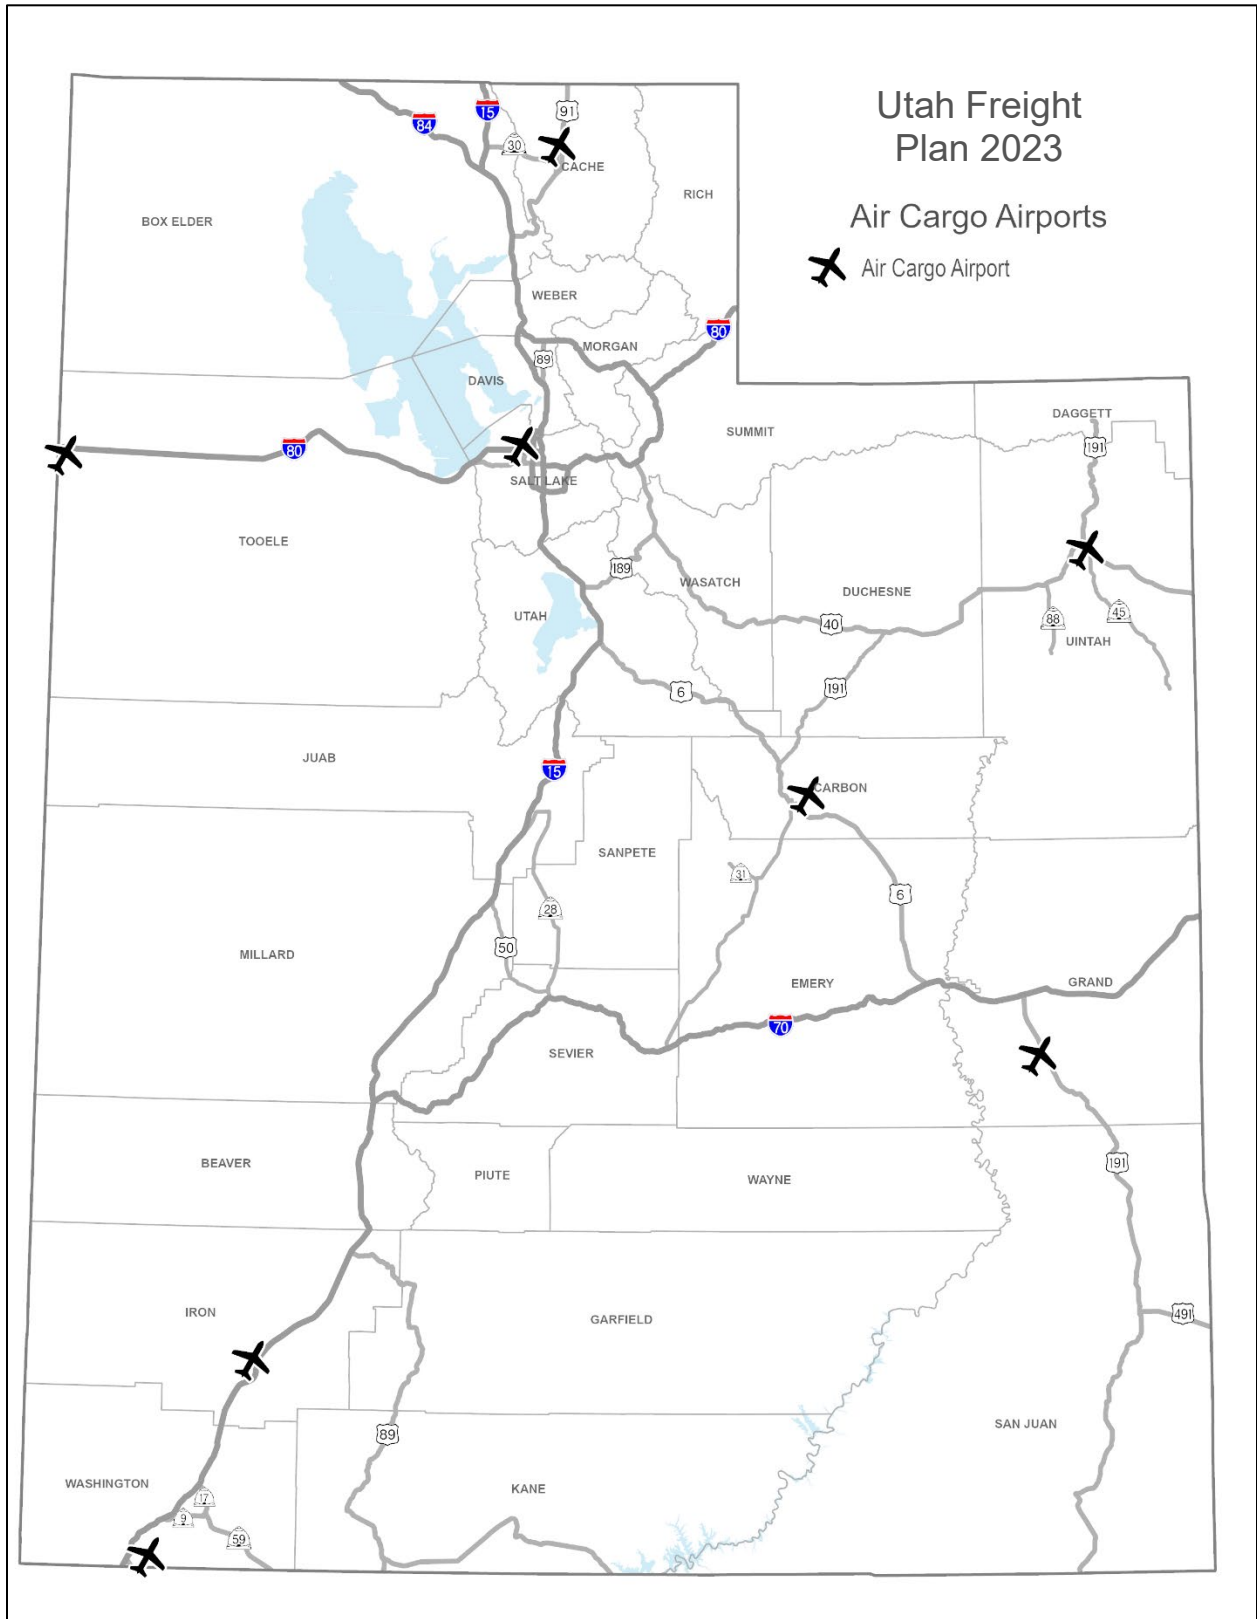 Utah Freight
Plan 2023
Air Cargo Airports
Air Cargo Airport
84
15
91
30
CACHE
RICH
BOX ELDER
WEBER
80
MORGAN
89
DAVIS
SUMMIT
DAGGETT
191
80
SALT LAKE
TOOELE
189
WASATCH
DUCHESNE
UTAH
40
88
45
UINTAH
6
191
JUAB
15
CARBON
SANPETE
31
6
28
50
MILLARD
EMERY
GRAND
70
SEVIER
BEAVER
PIUTE
WAYNE
191
IRON
GARFIELD
491
SAN JUAN
89
WASHINGTON
KANE
17
9
59